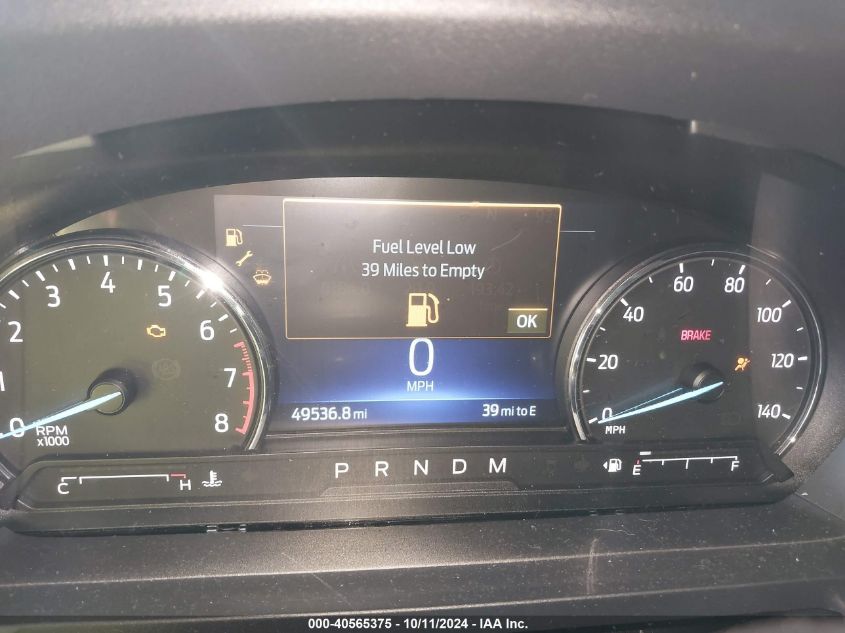 Fuel Level Low
39 Miles to Empty
OK
0
MPH
49536.8 mi
39 mi to E
0 1 2 3 4 5 6 7 8
RPM
x1000
0 20 40 60 80 100 120 140
MPH
BRAKE
P R N D M
C H
E F
000-40565375 - 10/11/2024 - IAA Inc.